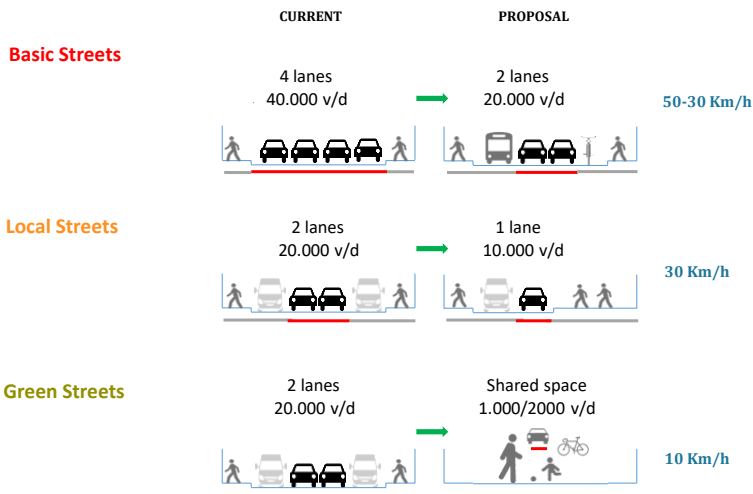 CURRENT PROPOSAL
Basic Streets
4 lanes 2 lanes
40.000 v/d 20.000 v/d
50-30 Km/h
Local Streets
2 lanes 1 lane
20.000 v/d 10.000 v/d
30 Km/h
Green Streets
2 lanes Shared space
20.000 v/d 1.000/2000 v/d
10 Km/h